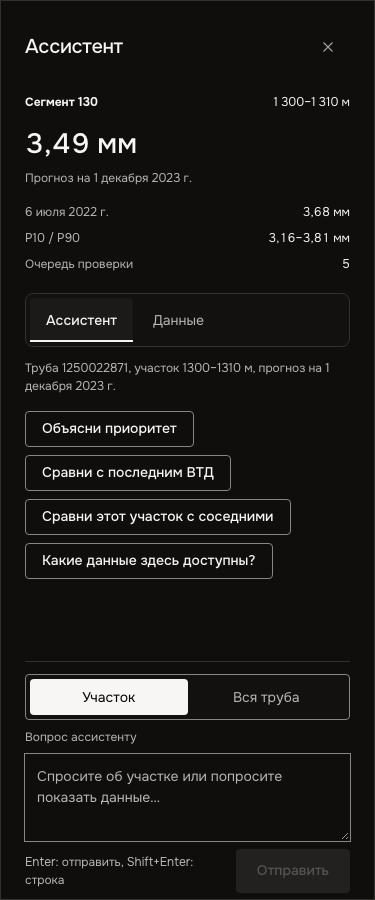 Ассистент
Сегмент 130
1 300–1 310 м
3,49 мм
Прогноз на 1 декабря 2023 г.
6 июля 2022 г.
3,68 мм
P10 / P90
3,16–3,81 мм
Очередь проверки
5
Ассистент
Данные
Труба 1250022871, участок 1300–1310 м, прогноз на 1
декабря 2023 г.
Объясни приоритет
Сравни с последним ВТД
Сравни этот участок с соседними
Какие данные здесь доступны?
Участок
Вся труба
Вопрос ассистенту
Спросите об участке или попросите
показать данные...
Enter: отправить, Shift+Enter:
строка
Отправить